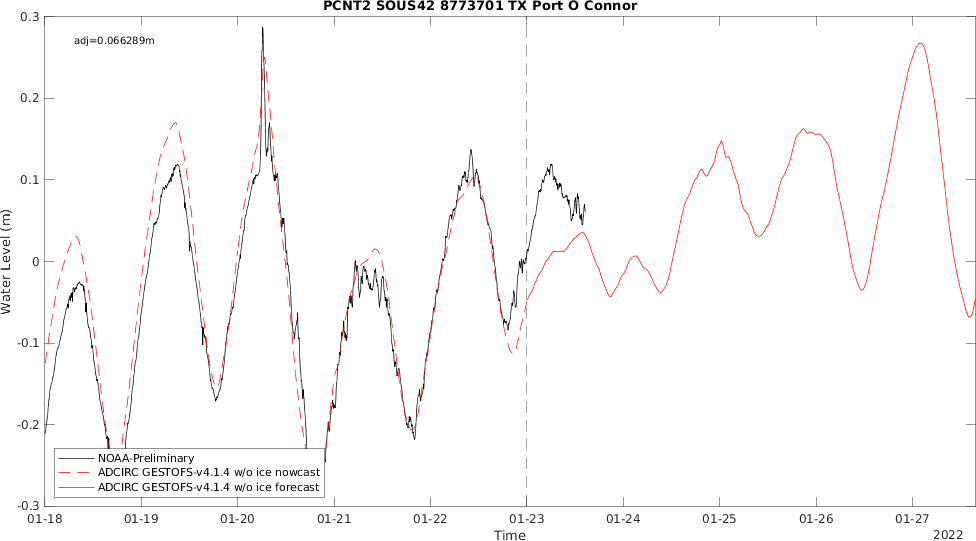 PCNT2 SOUS42 8773701 TX Port O Connor
adj=0.066289m
0.3
0.2
0.1
0
-0.1
-0.2
-0.3
Water Level (m)
NOAA-Preliminary
ADCIRC GESTOFS-v4.1.4 w/o ice nowcast
ADCIRC GESTOFS-v4.1.4 w/o ice forecast
01-18 01-19 01-20 01-21 01-22 01-23 01-24 01-25 01-26 01-27
Time
2022